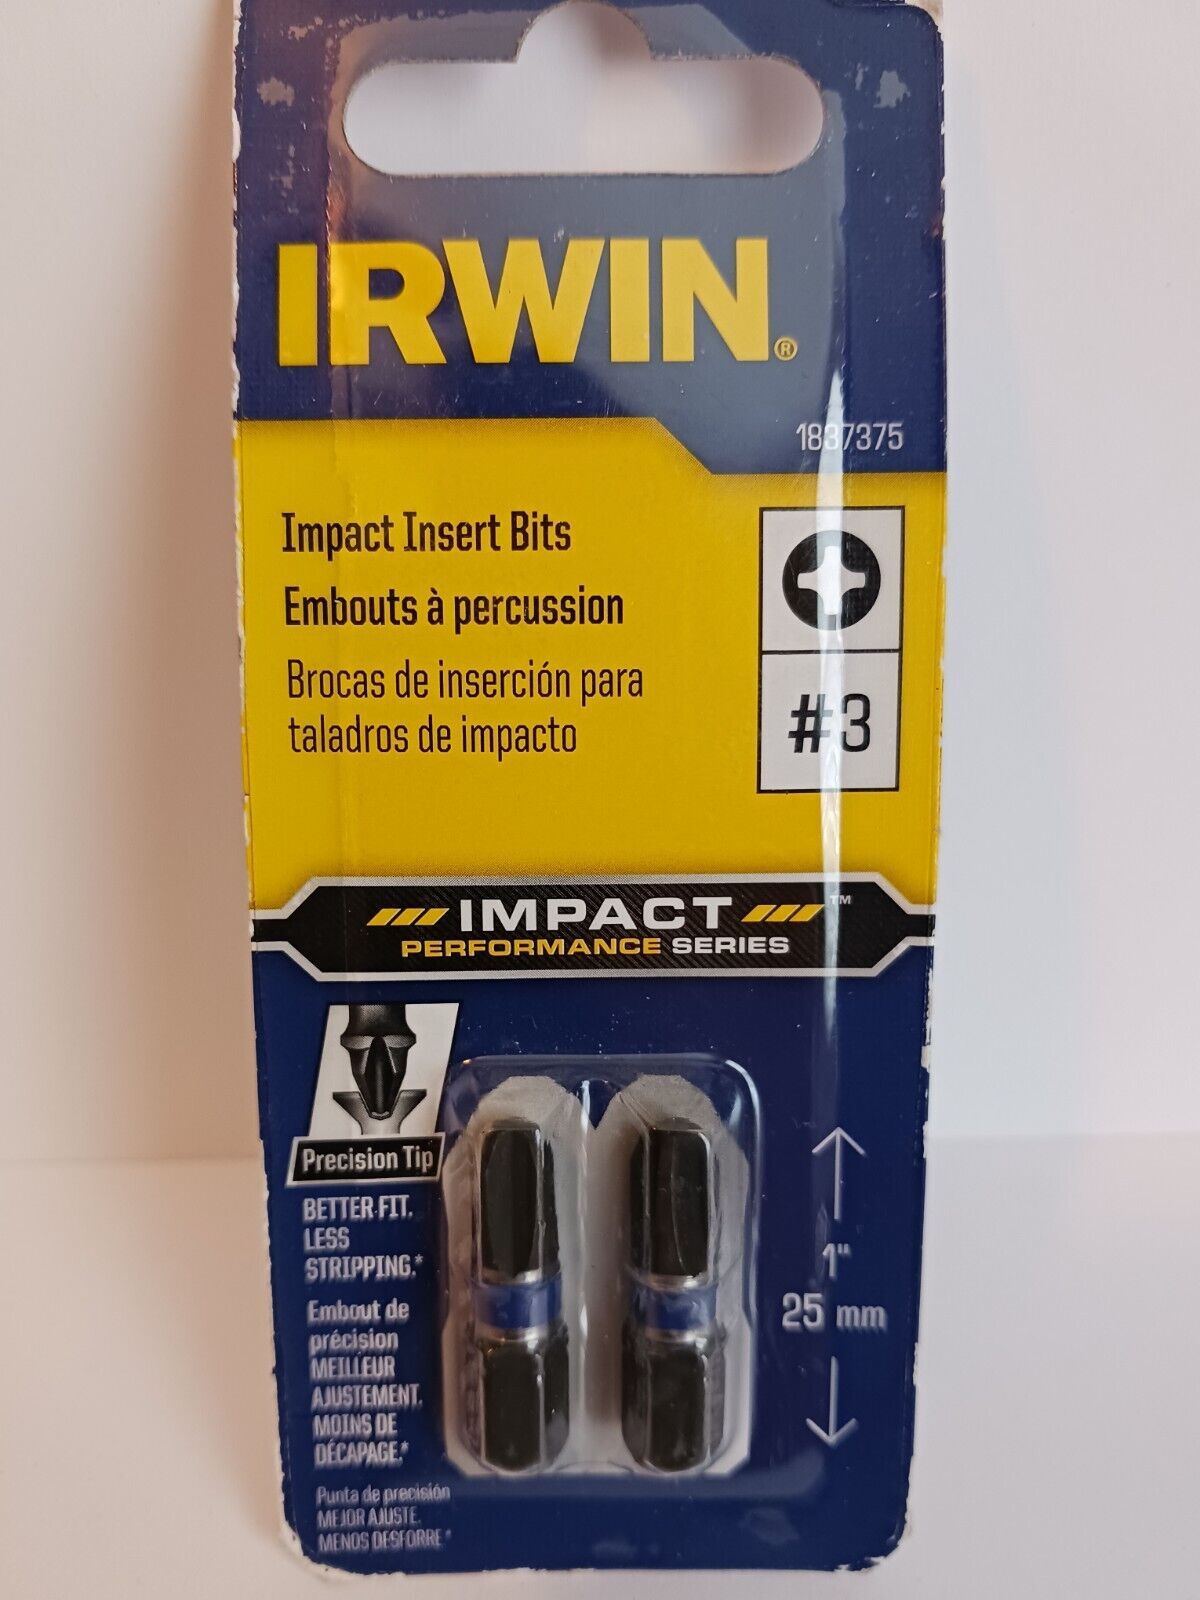 IRWIN®
1837375
Impact Insert Bits
Embouts à percussion
Brocas de inserción para
taladros de impacto
#3
IMPACT™
PERFORMANCE SERIES
Precision Tip
BETTER FIT.
LESS
STRIPPING.*
Embout de
précision
MEILLEUR
AJUSTEMENT.
MOINS DE
DÉCAPAGE.*
Punta de precisión
MEJOR AJUSTE.
MENOS DESFORRE*
1"
25 mm